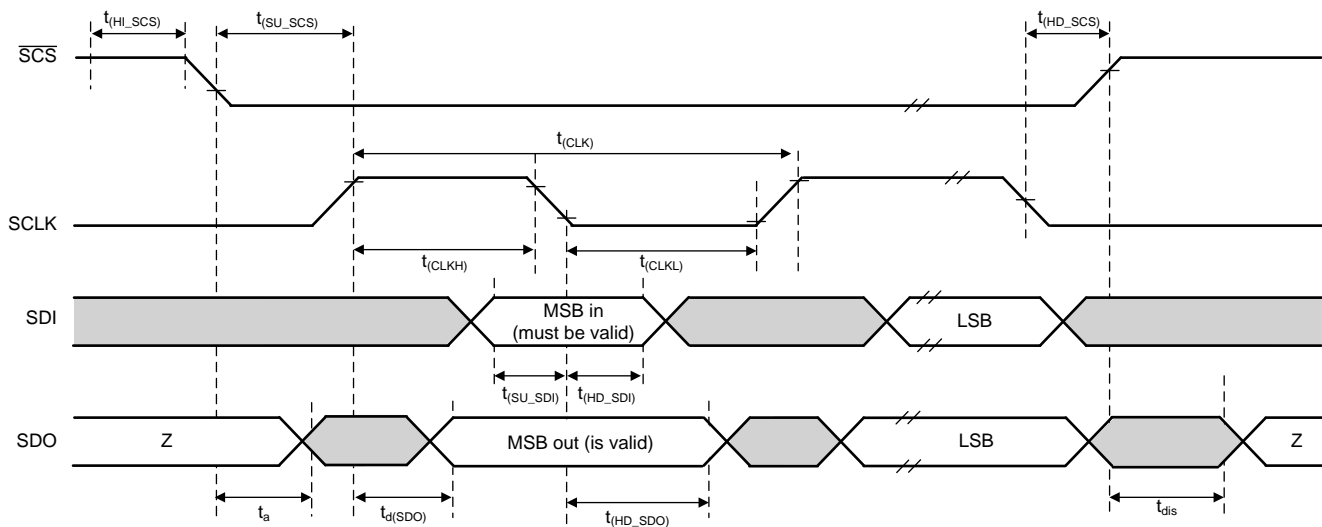 t(HI_SCS)
t(SU_SCS)
t(HD_SCS)
SCS
t(CLK)
SCLK
t(CLKH)
t(CLKL)
SDI
MSB in
(must be valid)
LSB
t(SU_SDI)
t(HD_SDI)
SDO
Z
MSB out (is valid)
LSB
Z
ta
td(SDO)
t(HD_SDO)
tdis